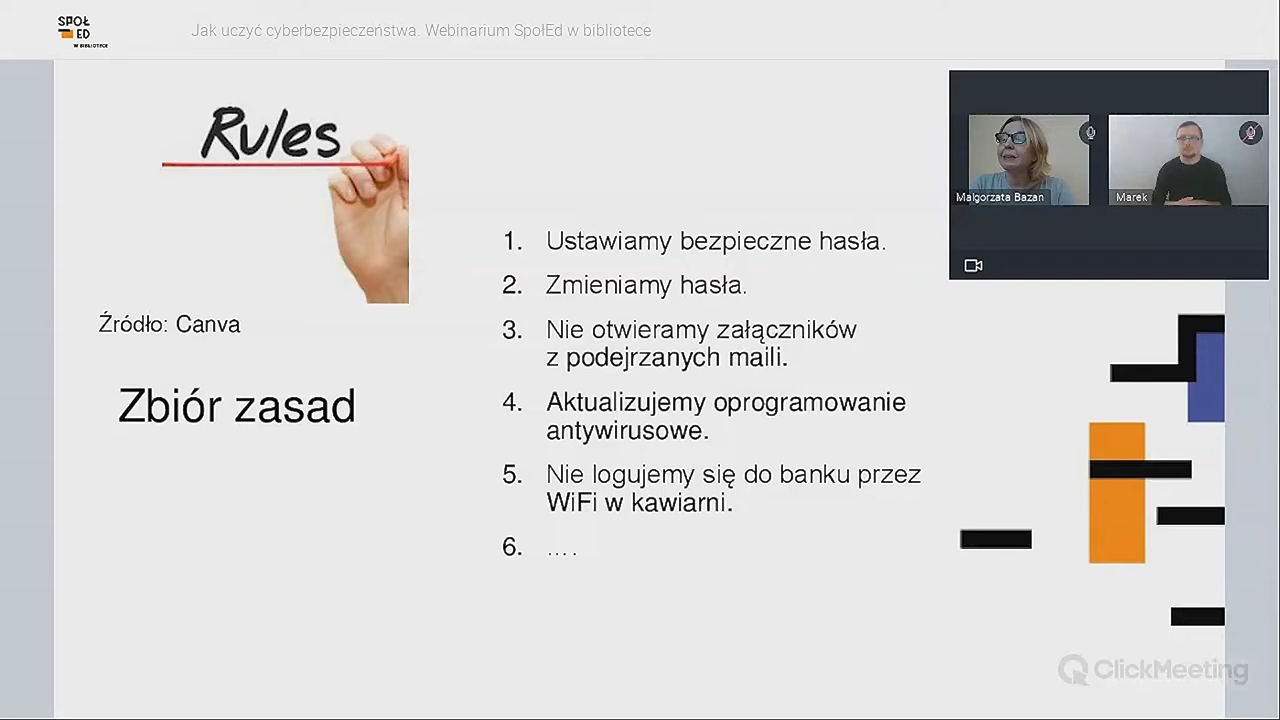 SPOŁ
ED
W BIBLIOTECE
Jak uczyć cyberbezpieczeństwa. Webinarium SpołEd w bibliotece
Rules
Malgorzata Bazan
Marek
Źródło: Canva
Zbiór zasad
1. Ustawiamy bezpieczne hasła.
2. Zmieniamy hasła.
3. Nie otwieramy załączników
z podejrzanych maili.
4. Aktualizujemy oprogramowanie
antywirusowe.
5. Nie logujemy się do banku przez
WiFi w kawiarni.
6. ....
ClickMeeting